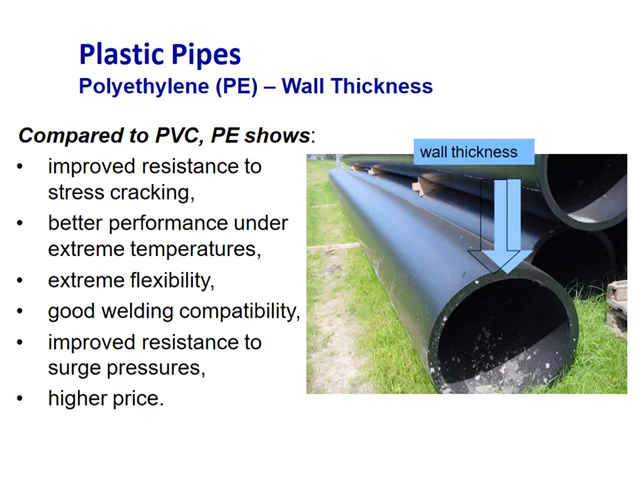 Plastic Pipes
Polyethylene (PE) – Wall Thickness
Compared to PVC, PE shows:
• improved resistance to
stress cracking,
• better performance under
extreme temperatures,
• extreme flexibility,
• good welding compatibility,
• improved resistance to
surge pressures,
• higher price.
wall thickness